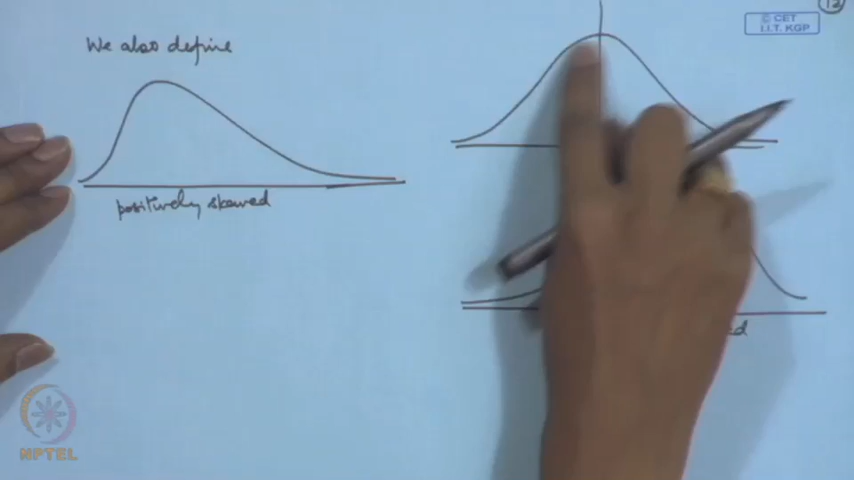 We also define
positively skewed
© CET
I.I.T. KGP
12
NPTEL